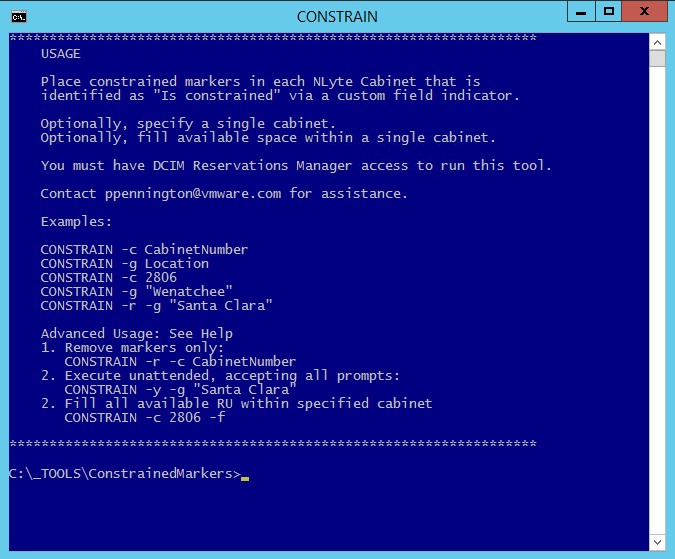 CONSTRAIN
*******************************************************************
USAGE
Place constrained markers in each NLyte Cabinet that is
identified as "Is constrained" via a custom field indicator.
Optionally, specify a single cabinet.
Optionally, fill available space within a single cabinet.
You must have DCIM Reservations Manager access to run this tool.
Contact ppennington@vmware.com for assistance.
Examples:
CONSTRAIN -c CabinetNumber
CONSTRAIN -g Location
CONSTRAIN -c 2806
CONSTRAIN -g "Wenatchee"
CONSTRAIN -r -g "Santa Clara"
Advanced Usage: See Help
1. Remove markers only:
CONSTRAIN -r -c CabinetNumber
2. Execute unattended, accepting all prompts:
CONSTRAIN -y -g "Santa Clara"
2. Fill all available RU within specified cabinet
CONSTRAIN -c 2806 -f
*******************************************************************
C:\_TOOLS\ConstrainedMarkers>